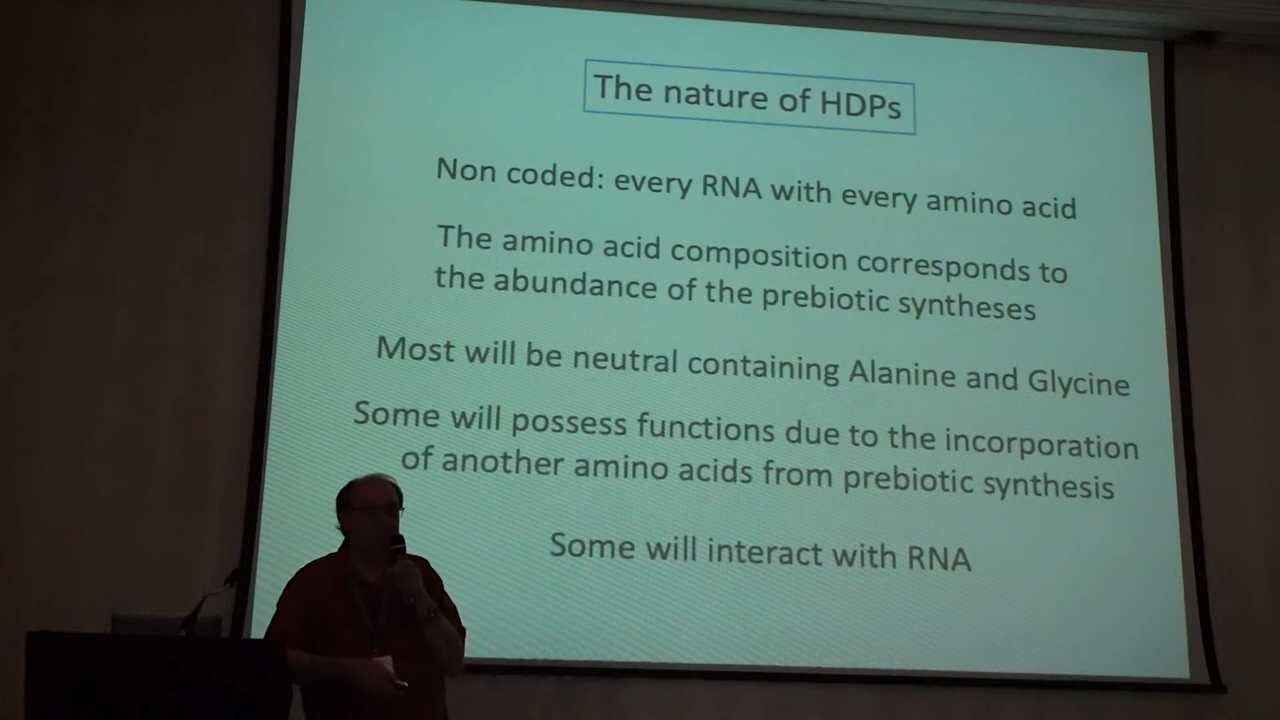 The nature of HDPs
Non coded: every RNA with every amino acid
The amino acid composition corresponds to
the abundance of the prebiotic syntheses
Most will be neutral containing Alanine and Glycine
Some will possess functions due to the incorporation
of another amino acids from prebiotic synthesis
Some will interact with RNA